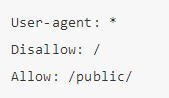 User-agent: *
Disallow: /
Allow: /public/